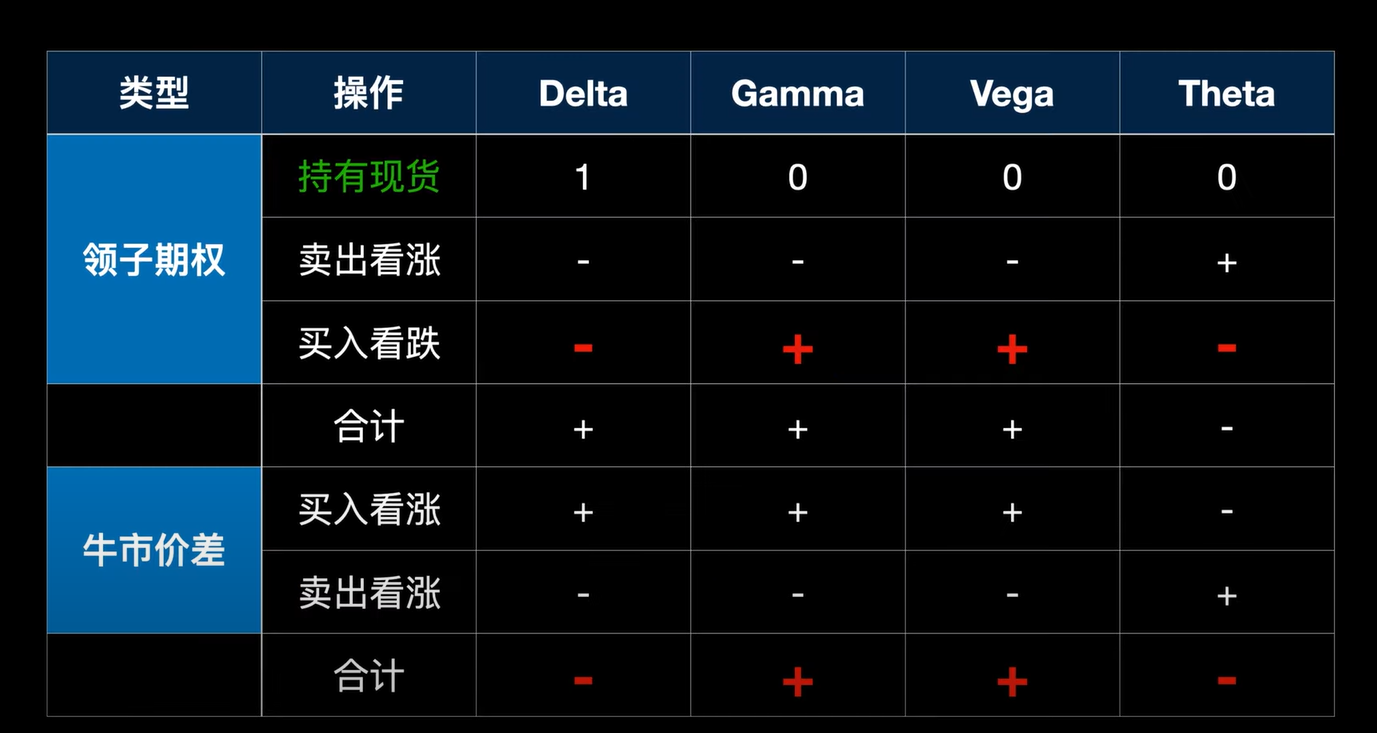 类型 操作 Delta Gamma Vega Theta
持有现货 1 0 0 0
领子期权 卖出看涨 - - - +
买入看跌 - + + -
合计 + + + -
买入看涨 + + + -
牛市价差
卖出看涨 - - - +
合计 - + + -